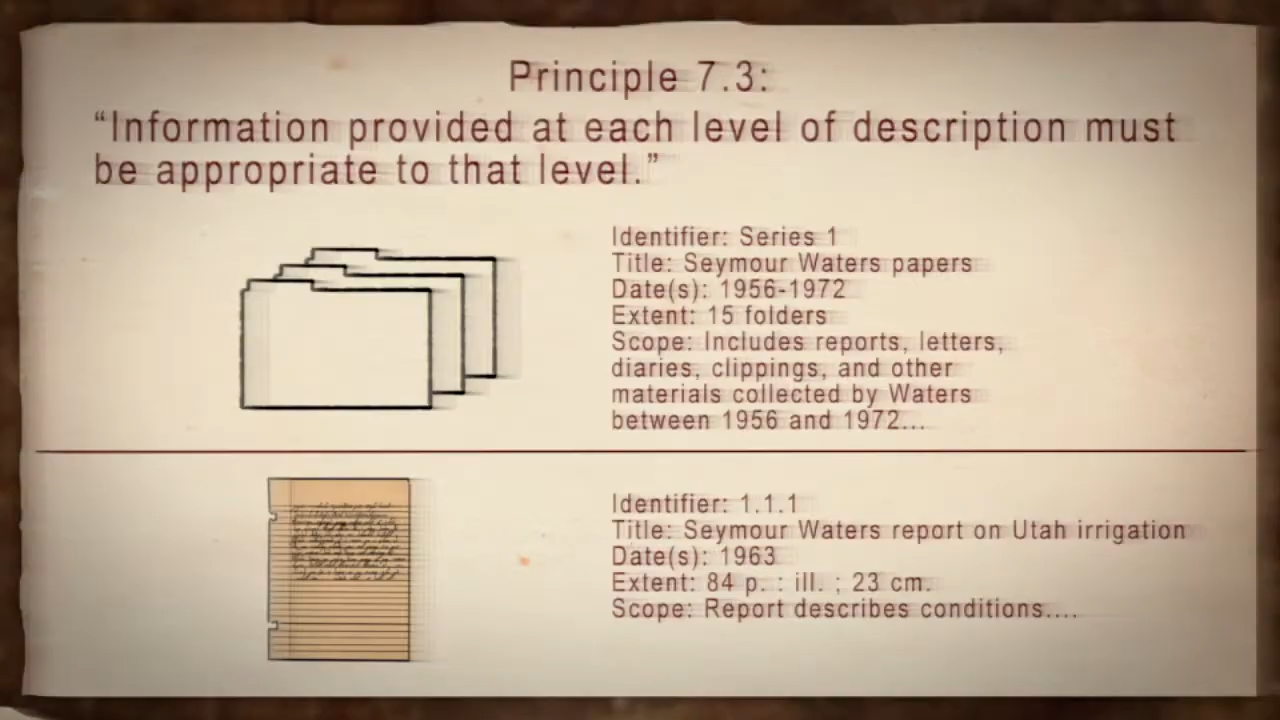 Principle 7.3:
“Information provided at each level of description must
be appropriate to that level.”
Identifier: Series 1
Title: Seymour Waters papers
Date(s): 1956-1972
Extent: 15 folders
Scope: Includes reports, letters,
diaries, clippings, and other
materials collected by Waters
between 1956 and 1972...
Identifier: 1.1.1
Title: Seymour Waters report on Utah irrigation
Date(s): 1963
Extent: 84 p. : ill. ; 23 cm.
Scope: Report describes conditions....